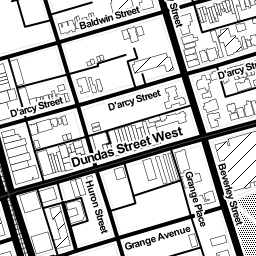 Baldwin Street
Street
D'arcy Street
D'arcy St
D'arcy Street
Dundas Street West
Huron Street
Grange Place
Beverley Street
Grange Avenue